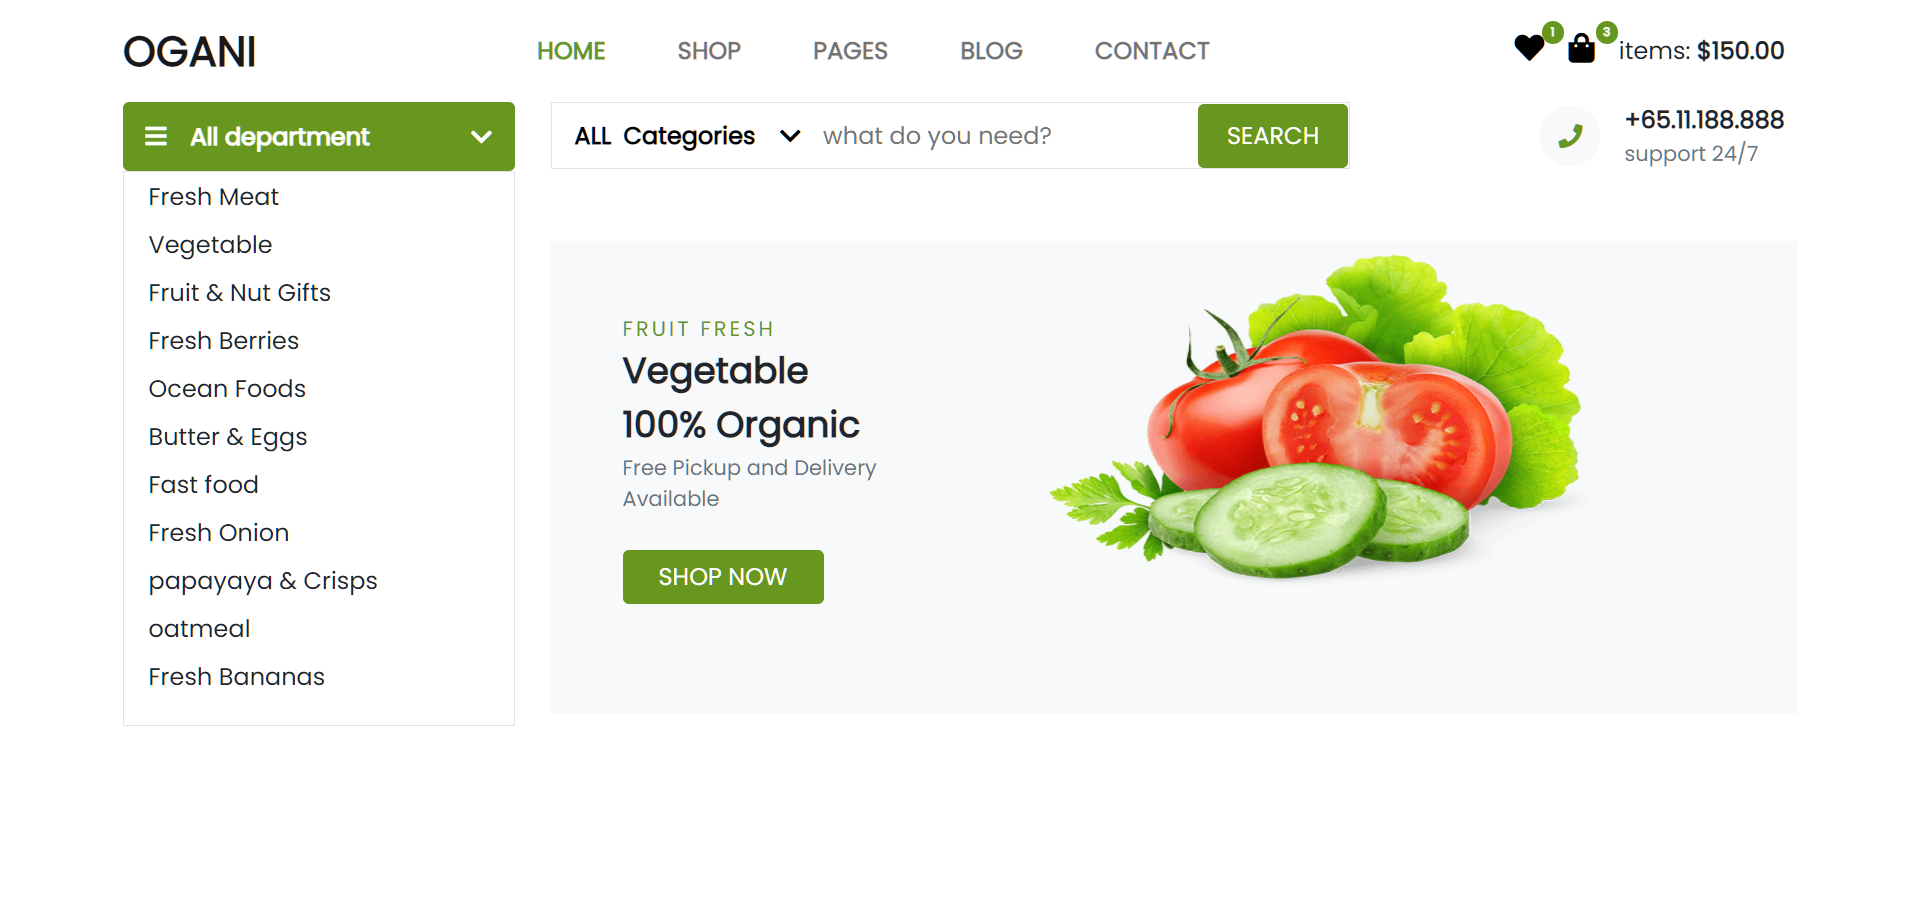 OGANI
HOME SHOP PAGES BLOG CONTACT
1
3
items: $150.00
All department
ALL Categories
what do you need?
SEARCH
+65.11.188.888
support 24/7
Fresh Meat
Vegetable
Fruit & Nut Gifts
Fresh Berries
Ocean Foods
Butter & Eggs
Fast food
Fresh Onion
papayaya & Crisps
oatmeal
Fresh Bananas
FRUIT FRESH
Vegetable
100% Organic
Free Pickup and Delivery
Available
SHOP NOW